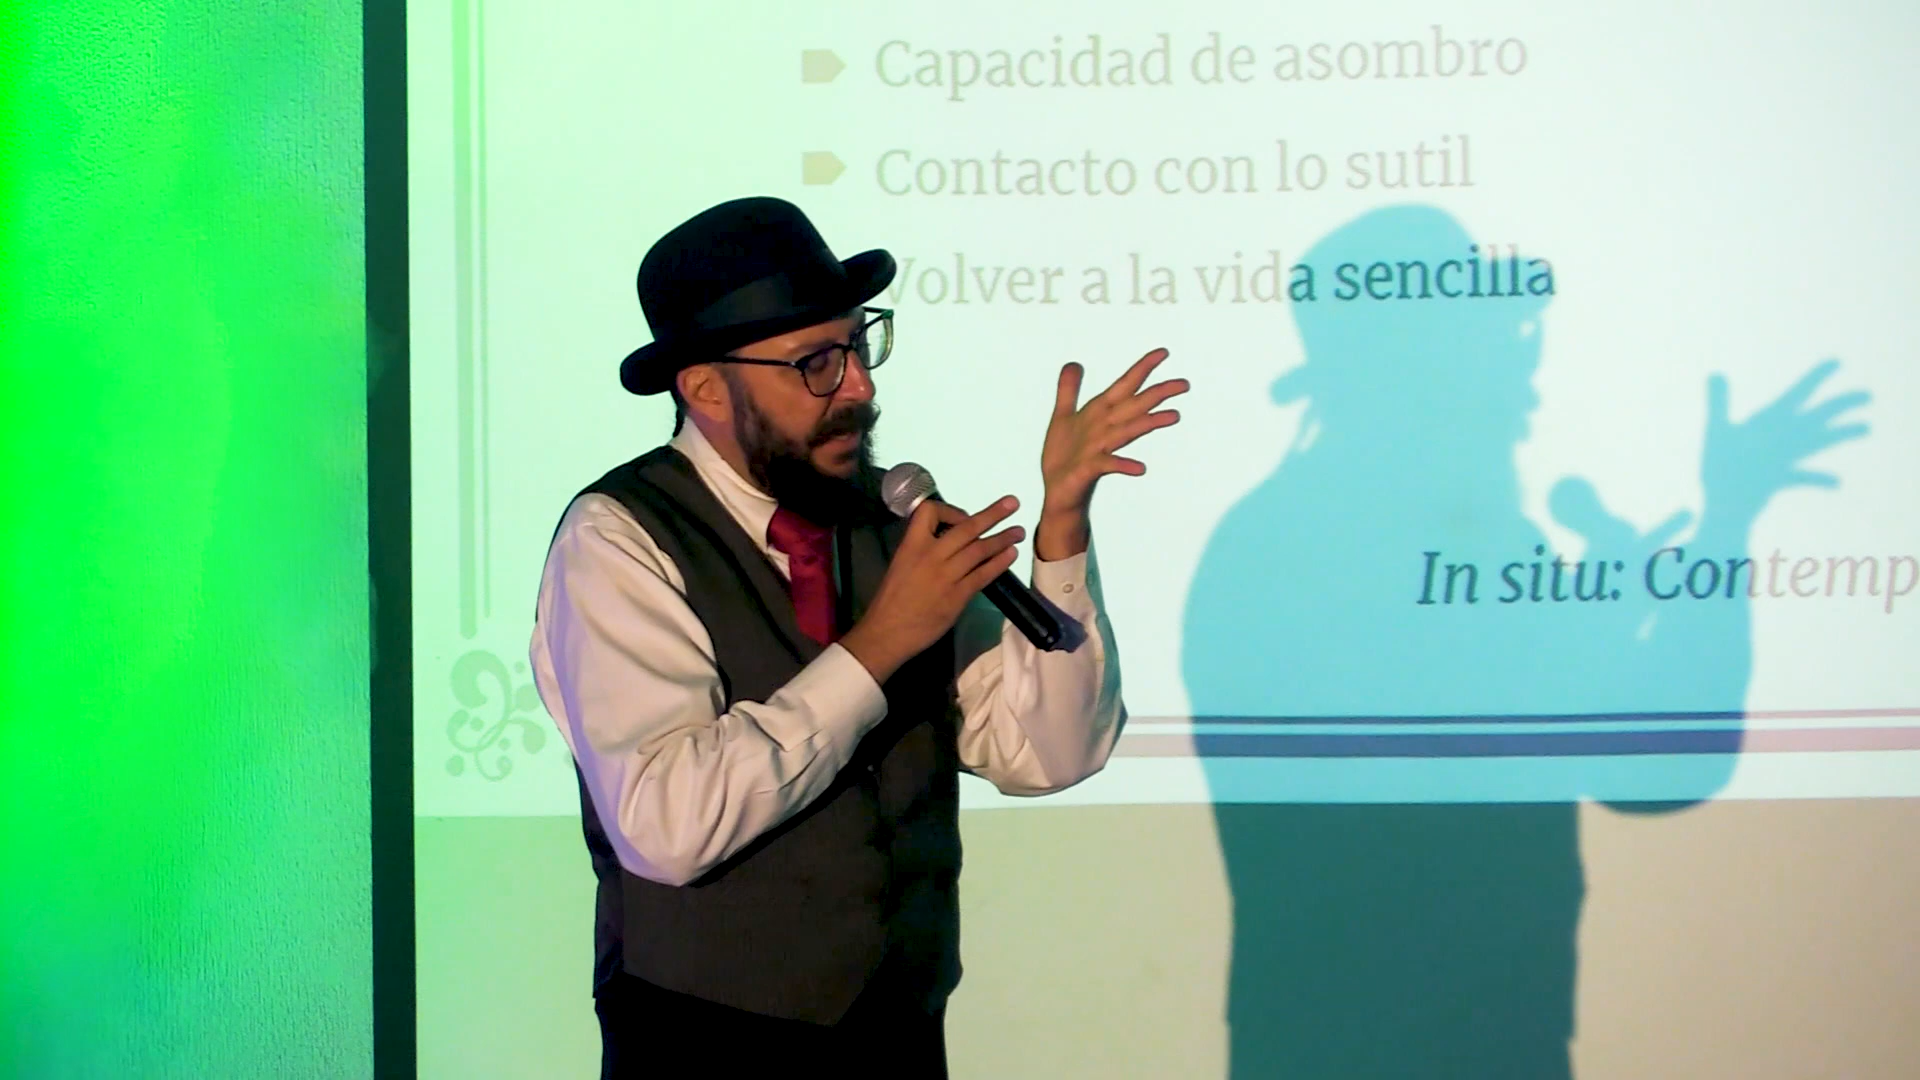 Capacidad de asombro
Contacto con lo sutil
Volver a la vida sencilla
In situ: Contemp